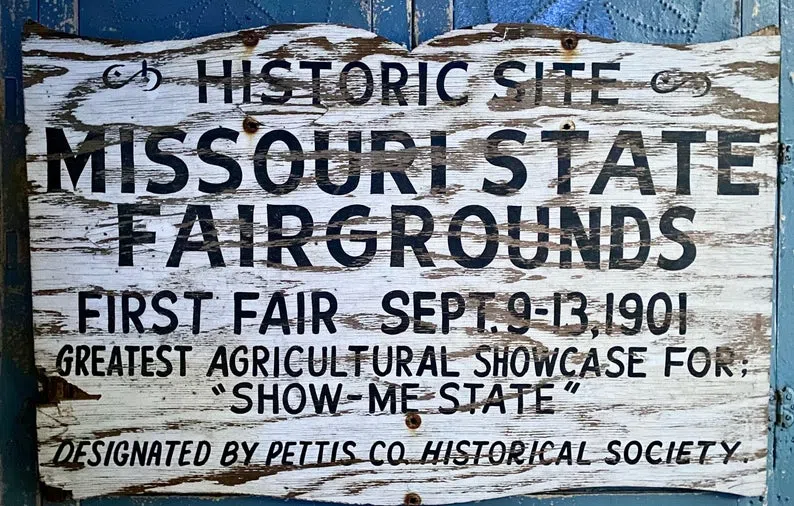 HISTORIC SITE
MISSOURI STATE
FAIRGROUNDS
FIRST FAIR SEPT. 9-13, 1901
GREATEST AGRICULTURAL SHOWCASE FOR;
"SHOW-ME STATE"
DESIGNATED BY PETTIS CO. HISTORICAL SOCIETY.